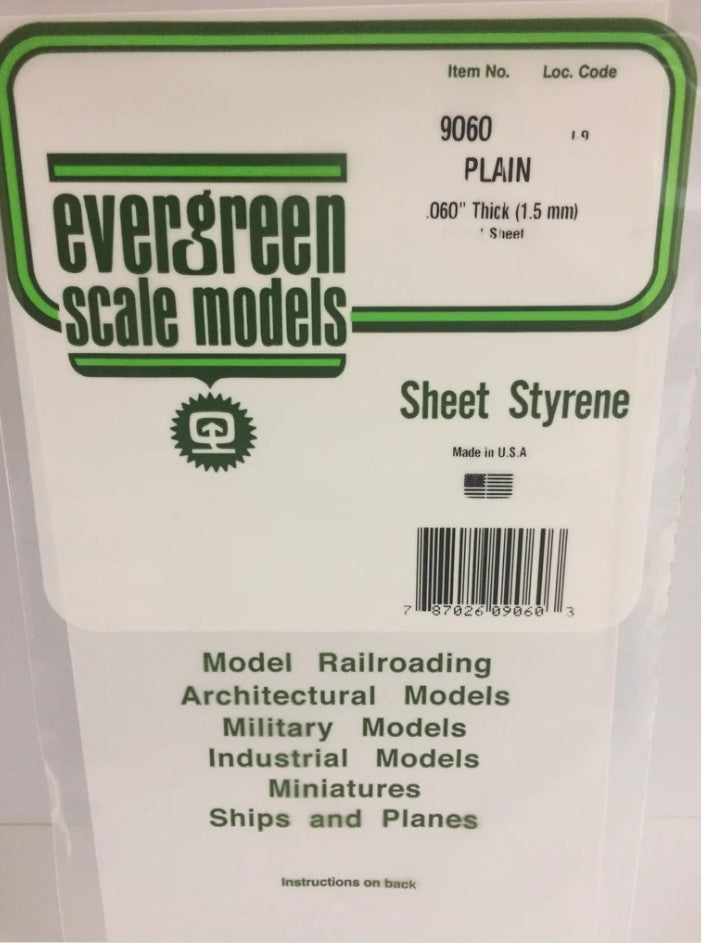 Item No. Loc. Code
9060
PLAIN
.060" Thick (1.5 mm)
Sheet
evergreen
scale models
Sheet Styrene
Made in U.S.A
7 87026 09060 3
Model Railroading
Architectural Models
Military Models
Industrial Models
Miniatures
Ships and Planes
Instructions on back